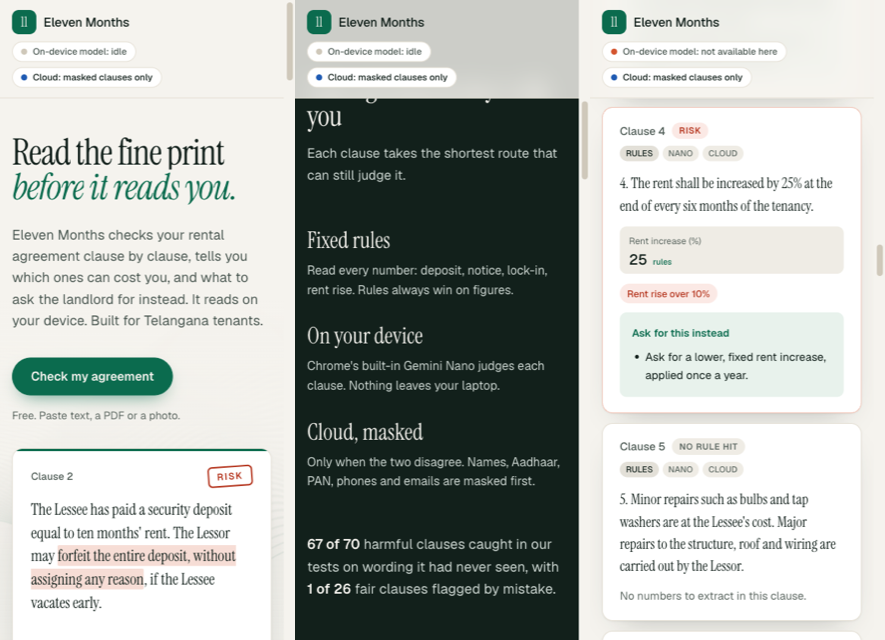 11 Eleven Months
On-device model: idle
Cloud: masked clauses only
Read the fine print
before it reads you.
Eleven Months checks your rental
agreement clause by clause, tells you
which ones can cost you, and what to
ask the landlord for instead. It reads on
your device. Built for Telangana tenants.
Check my agreement
Free. Paste text, a PDF or a photo.
Clause 2
RISK
The Lessee has paid a security deposit
equal to ten months' rent. The Lessor
may forfeit the entire deposit, without
assigning any reason, if the Lessee
vacates early.
11 Eleven Months
On-device model: idle
Cloud: masked clauses only
you
Each clause takes the shortest route that
can still judge it.
Fixed rules
Read every number: deposit, notice, lock-in,
rent rise. Rules always win on figures.
On your device
Chrome's built-in Gemini Nano judges each
clause. Nothing leaves your laptop.
Cloud, masked
Only when the two disagree. Names, Aadhaar,
PAN, phones and emails are masked first.
67 of 70 harmful clauses caught in our
tests on wording it had never seen, with
1 of 26 fair clauses flagged by mistake.
11 Eleven Months
On-device model: not available here
Cloud: masked clauses only
Clause 4 RISK
RULES NANO CLOUD
4. The rent shall be increased by 25% at the
end of every six months of the tenancy.
Rent increase (%)
25 rules
Rent rise over 10%
Ask for this instead
• Ask for a lower, fixed rent increase,
applied once a year.
Clause 5 NO RULE HIT
RULES NANO CLOUD
5. Minor repairs such as bulbs and tap
washers are at the Lessee's cost. Major
repairs to the structure, roof and wiring are
carried out by the Lessor.
No numbers to extract in this clause.